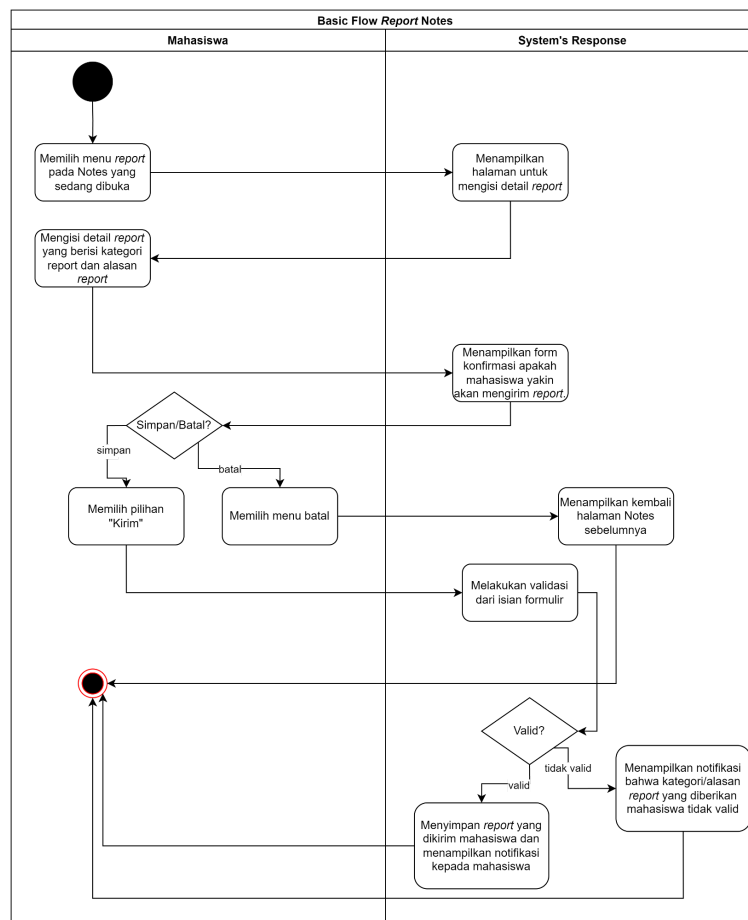 Basic Flow Report Notes
Mahasiswa
System's Response
Memilih menu report
pada Notes yang
sedang dibuka
Menampilkan
halaman untuk
mengisi detail report
Mengisi detail report
yang berisi kategori
report dan alasan
report
Menampilkan form
konfirmasi apakah
mahasiswa yakin
akan mengirim report.
Simpan/Batal?
simpan
batal
Memilih pilihan
"Kirim"
Memilih menu batal
Menampilkan kembali
halaman Notes
sebelumnya
Melakukan validasi
dari isian formulir
Valid?
tidak valid
valid
Menampilkan notifikasi
bahwa kategori/alasan
report yang diberikan
mahasiswa tidak valid
Menyimpan report yang
dikirim mahasiswa dan
menampilkan notifikasi
kepada mahasiswa